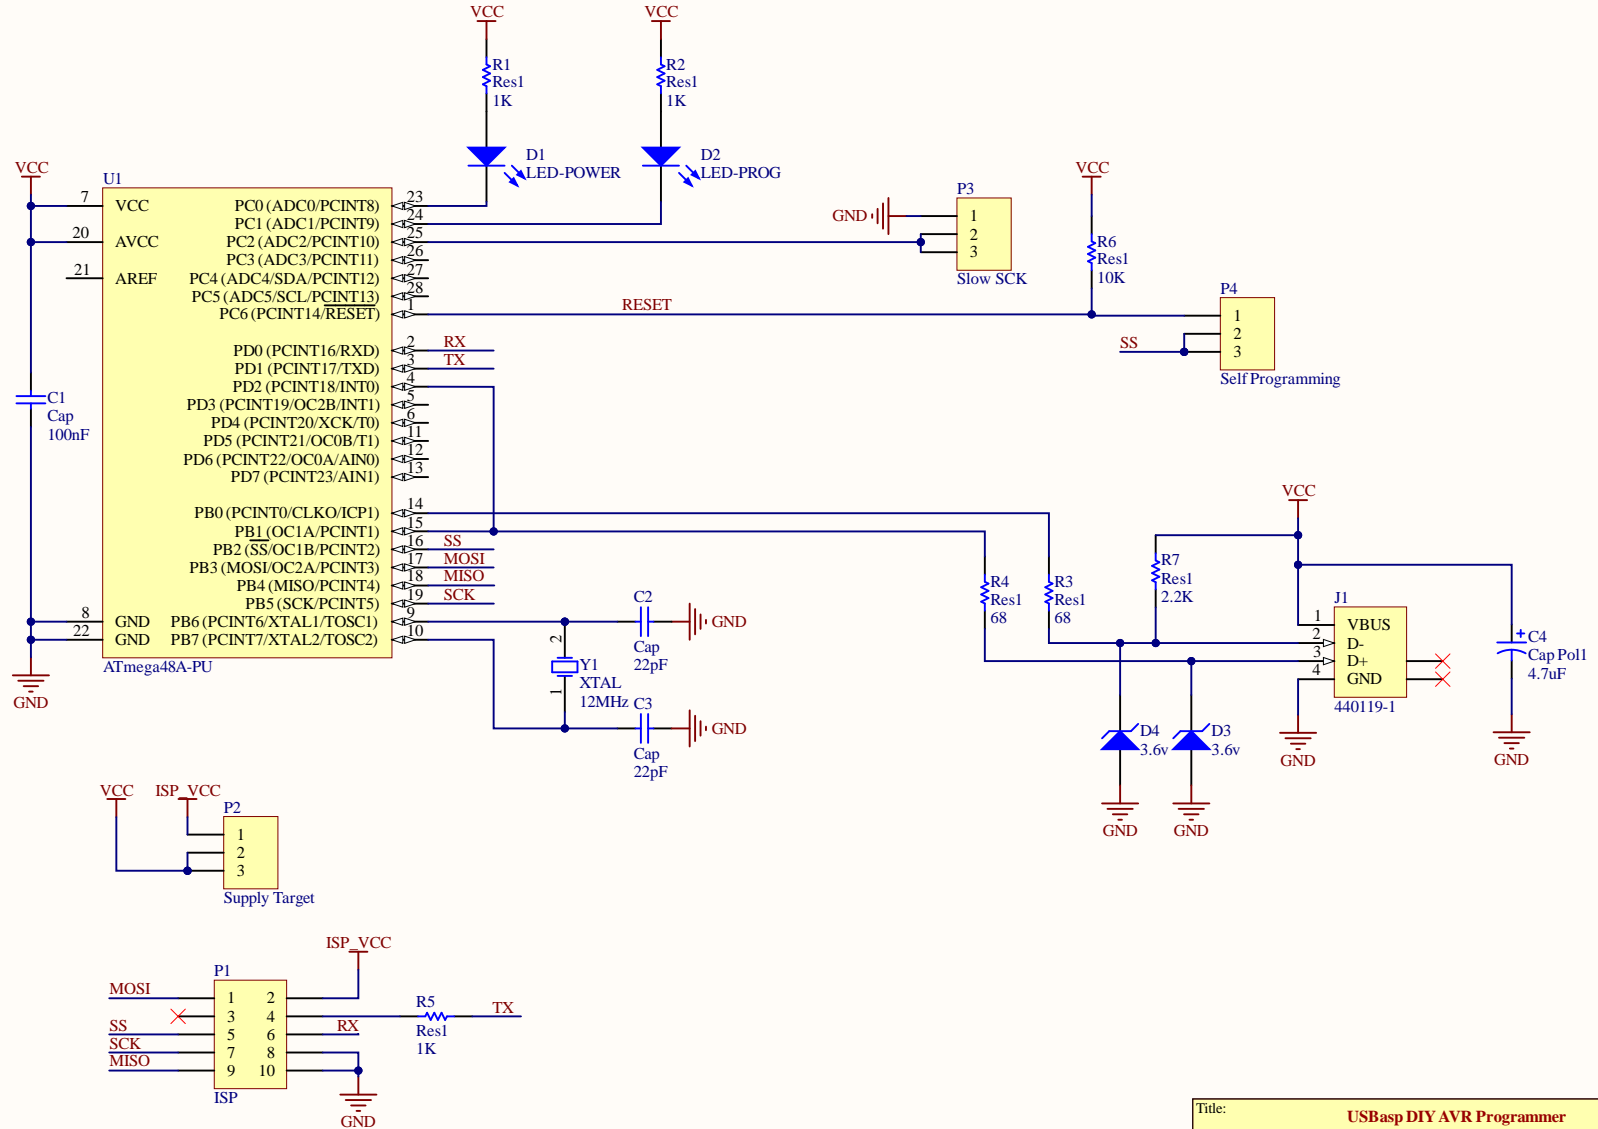 VCC
R1
Res1
1K
D1
LED-POWER
VCC
R2
Res1
1K
D2
LED-PROG
VCC
U1
7 VCC
20 AVCC
21 AREF
8 GND
22 GND
PC0 (ADC0/PCINT8) 23
PC1 (ADC1/PCINT9) 24
PC2 (ADC2/PCINT10) 25
PC3 (ADC3/PCINT11) 26
PC4 (ADC4/SDA/PCINT12) 27
PC5 (ADC5/SCL/PCINT13) 28
PC6 (PCINT14/RESET) 1
PD0 (PCINT16/RXD) 2 RX
PD1 (PCINT17/TXD) 3 TX
PD2 (PCINT18/INT0) 4
PD3 (PCINT19/OC2B/INT1) 5
PD4 (PCINT20/XCK/T0) 6
PD5 (PCINT21/OC0B/T1) 11
PD6 (PCINT22/OC0A/AIN0) 12
PD7 (PCINT23/AIN1) 13
PB0 (PCINT0/CLKO/ICP1) 14
PB1 (OC1A/PCINT1) 15
PB2 (SS/OC1B/PCINT2) 16 SS
PB3 (MOSI/OC2A/PCINT3) 17 MOSI
PB4 (MISO/PCINT4) 18 MISO
PB5 (SCK/PCINT5) 19 SCK
PB6 (PCINT6/XTAL1/TOSC1) 9
PB7 (PCINT7/XTAL2/TOSC2) 10
ATmega48A-PU
C1
Cap
100nF
GND
RESET
GND
P3
1
2
3
Slow SCK
VCC
R6
Res1
10K
P4
1
2
3
SS
Self Programming
C2
Cap
22pF
GND
2
1
Y1
XTAL
12MHz
C3
Cap
22pF
GND
R4
Res1
68
R3
Res1
68
VCC
R7
Res1
2.2K
J1
1 VBUS
2 D-
3 D+
4 GND
440119-1
GND
+
C4
Cap Pol1
4.7uF
GND
D4
3.6v
GND
D3
3.6v
GND
VCC
ISP_VCC
P2
1
2
3
Supply Target
ISP_VCC
P1
MOSI 1 2
3 4
SS 5 6 RX
SCK 7 8
MISO 9 10
ISP
R5
Res1
1K
TX
GND
Title:
USBasp DIY AVR Programmer